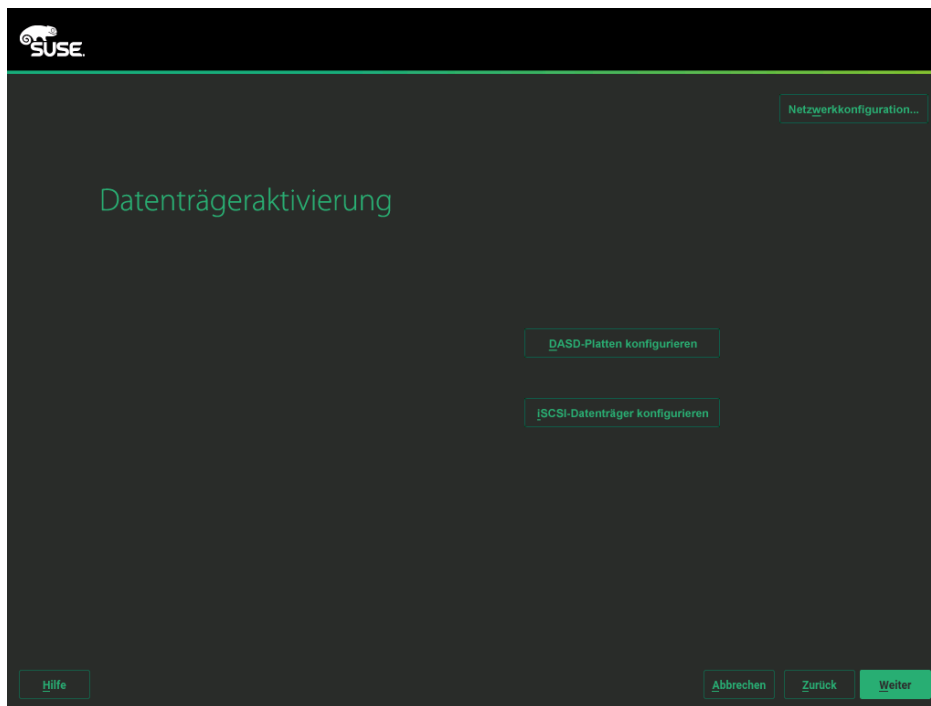 SUSE.
Netzwerkkonfiguration...
Datenträgeraktivierung
DASD-Platten konfigurieren
iSCSI-Datenträger konfigurieren
Hilfe
Abbrechen
Zurück
Weiter